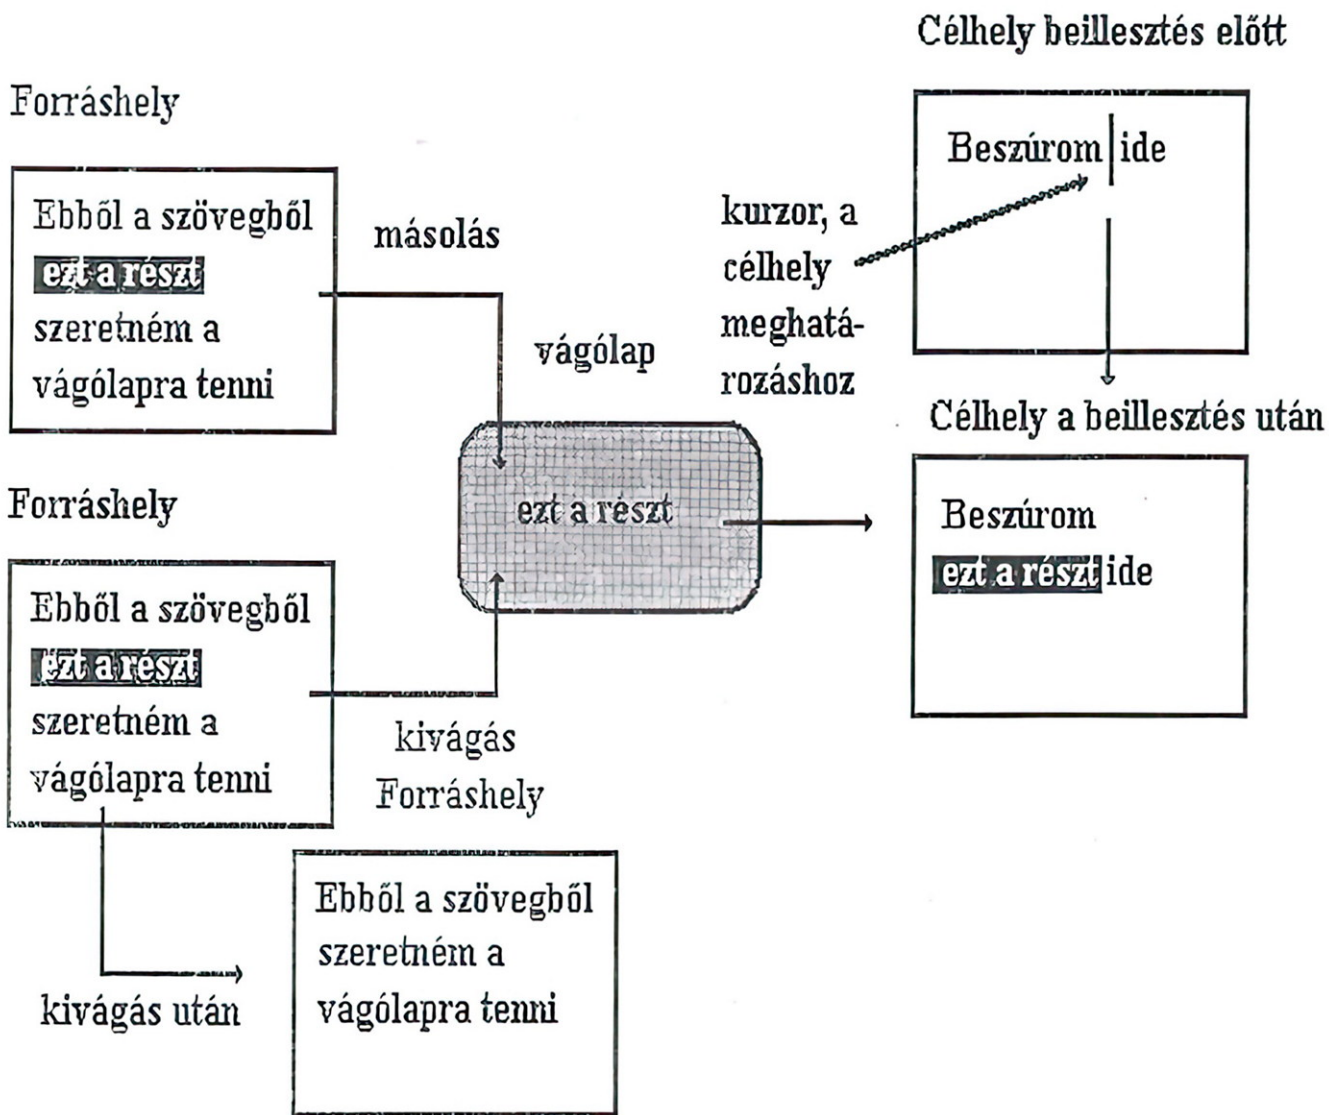 Célhely beillesztés előtt
Forráshely
Beszúrom ide
Ebből a szövegből
ezt a részt
szeretném a
vágólapra tenni
másolás
kurzor, a
célhely
meghatá-
rozáshoz
vágólap
Célhely a beillesztés után
ezt a részt
Beszúrom
ezt a részt ide
Forráshely
Ebből a szövegből
ezt a részt
szeretném a
vágólapra tenni
kivágás
Forráshely
Ebből a szövegből
szeretném a
vágólapra tenni
kivágás után